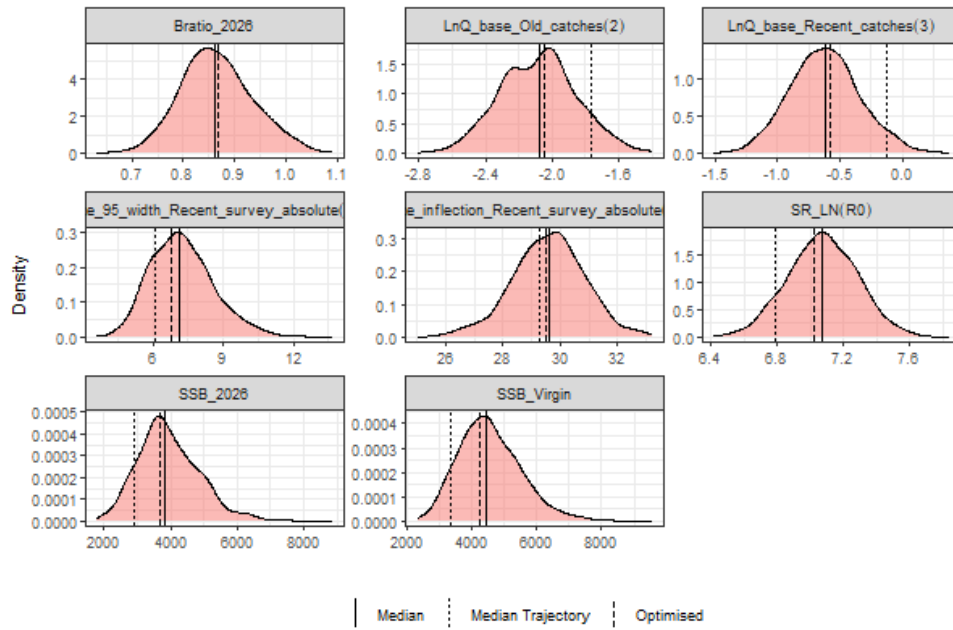 Bratio_2026
LnQ_base_Old_catches(2)
LnQ_base_Recent_catches(3)
4
2
0
0.7 0.8 0.9 1.0 1.1
1.5
1.0
0.5
0.0
-2.8 -2.4 -2.0 -1.6
1.0
0.5
0.0
-1.5 -1.0 -0.5 0.0
e_95_width_Recent_survey_absolute(
e_inflection_Recent_survey_absolute(
SR_LN(R0)
Density
0.3
0.2
0.1
0.0
6 9 12
0.3
0.2
0.1
0.0
26 28 30 32
1.5
1.0
0.5
0.0
6.4 6.8 7.2 7.6
SSB_2026
SSB_Virgin
0.0005
0.0004
0.0003
0.0002
0.0001
0.0000
2000 4000 6000 8000
0.0004
0.0003
0.0002
0.0001
0.0000
2000 4000 6000 8000
Median Median Trajectory Optimised